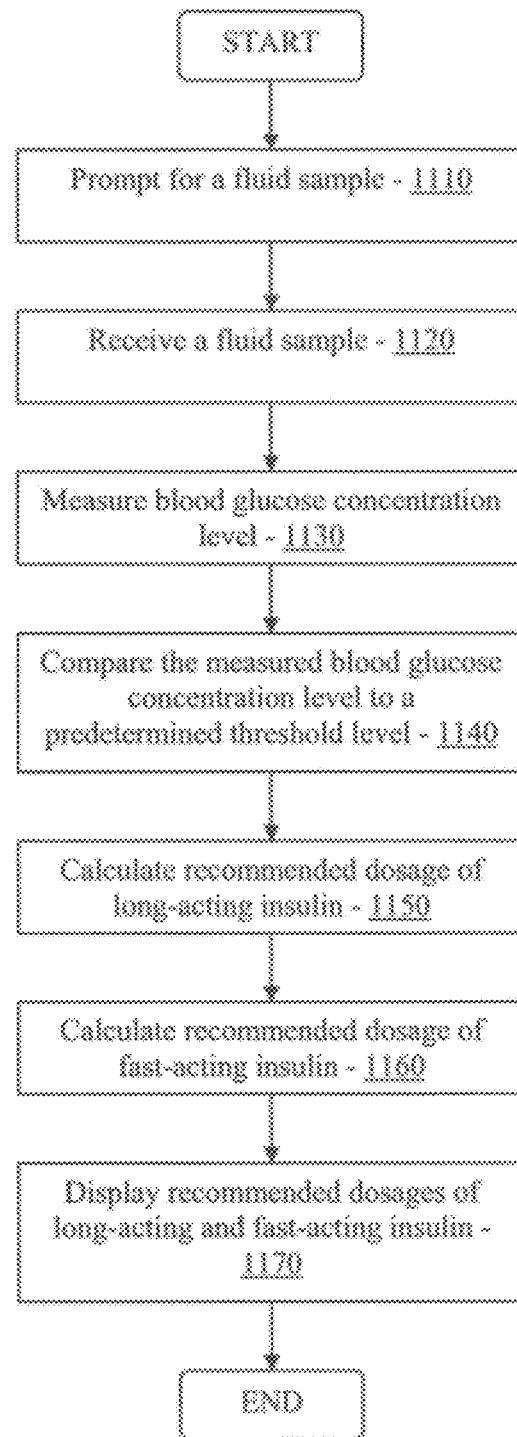 START
Prompt for a fluid sample - 1110
Receive a fluid sample - 1120
Measure blood glucose concentration
level - 1130
Compare the measured blood glucose
concentration level to a
predetermined threshold level - 1140
Calculate recommended dosage of
long-acting insulin - 1150
Calculate recommended dosage of
fast-acting insulin - 1160
Display recommended dosages of
long-acting and fast-acting insulin -
1170
END